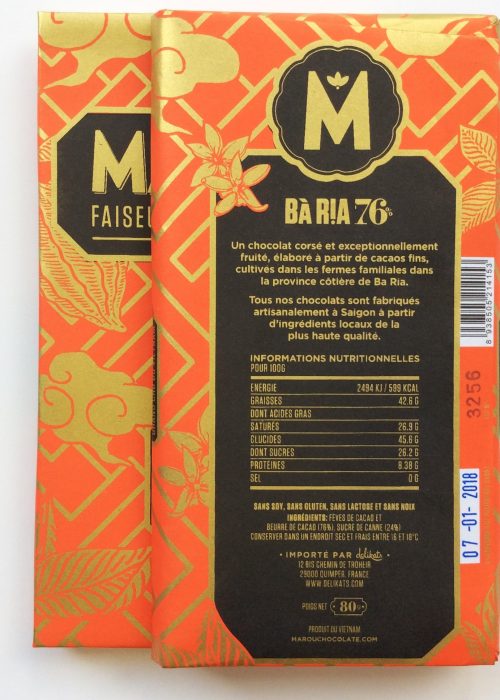 MA
FAISEU
M
BÀ R!A 76%
Un chocolat corsé et exceptionnellement
fruité, élaboré à partir de cacaos fins,
cultivés dans les fermes familiales dans
la province côtière de Ba Ria.
Tous nos chocolats sont fabriqués
artisanalement à Saigon à partir
d'ingrédients locaux de la
plus haute qualité.
INFORMATIONS NUTRITIONNELLES
POUR 100G
ENERGIE 2494 KJ / 599 KCAL
GRAISSES 42.6 G
DONT ACIDES GRAS
SATURÉS 26.9 G
GLUCIDES 45.6 G
DONT SUCRES 26.2 G
PROTEINES 8.38 G
SEL 0 G
SANS SOY, SANS GLUTEN, SANS LACTOSE ET SANS NOIX
INGRÉDIENTS: FÈVES DE CACAO ET
BEURRE DE CACAO (76%), SUCRE DE CANNE (24%)
CONSERVER DANS UN ENDROIT SEC ET FRAIS ENTRE 16 ET 18°C
• IMPORTÉ PAR delikats •
12 BIS CHEMIN DE TROHEIR
29000 QUIMPER, FRANCE
WWW.DELIKATS.COM
POIDS NET 80g
PRODUIT DU VIETNAM
MAROUCHOCOLATE.COM
8 938505 214153
3256
07-01-2018